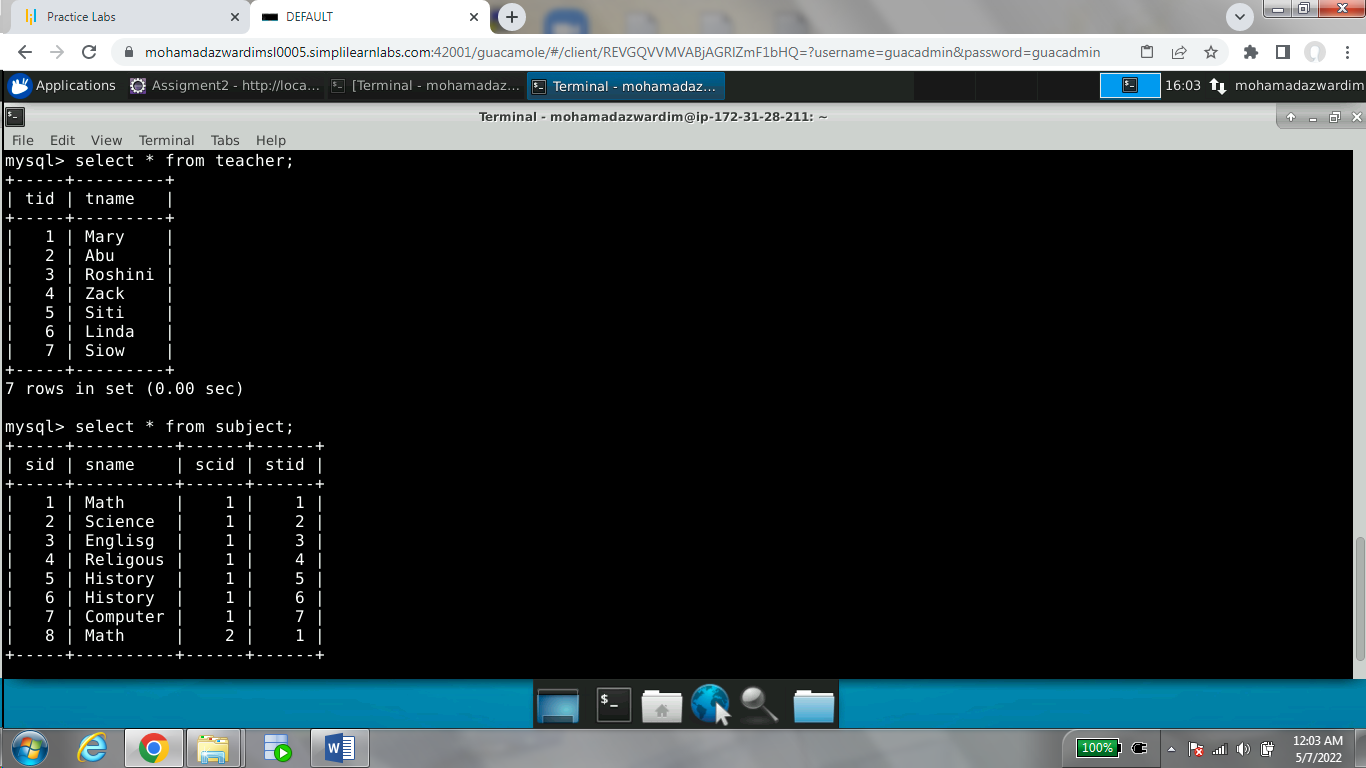 Practice Labs
DEFAULT
mohamadazwardimsl0005.simplilearnlabs.com:42001/guacamole/#/client/REVGQVVMVABjAGRlZmF1bHQ=?username=guacadmin&password=guacadmin
Applications
Assigment2 - http://loca...
[Terminal - mohamadaz...
Terminal - mohamadaz...
16:03
mohamadazwardim
Terminal - mohamadazwardim@ip-172-31-28-211: ~
File Edit View Terminal Tabs Help
mysql> select * from teacher;
+-----+---------+
| tid | tname   |
+-----+---------+
|   1 | Mary    |
|   2 | Abu     |
|   3 | Roshini |
|   4 | Zack    |
|   5 | Siti    |
|   6 | Linda   |
|   7 | Siow    |
+-----+---------+
7 rows in set (0.00 sec)
mysql> select * from subject;
+-----+----------+------+------+
| sid | sname    | scid | stid |
+-----+----------+------+------+
|   1 | Math     |    1 |    1 |
|   2 | Science  |    1 |    2 |
|   3 | Englisg  |    1 |    3 |
|   4 | Religous |    1 |    4 |
|   5 | History  |    1 |    5 |
|   6 | History  |    1 |    6 |
|   7 | Computer |    1 |    7 |
|   8 | Math     |    2 |    1 |
+-----+----------+------+------+
100%
12:03 AM
5/7/2022